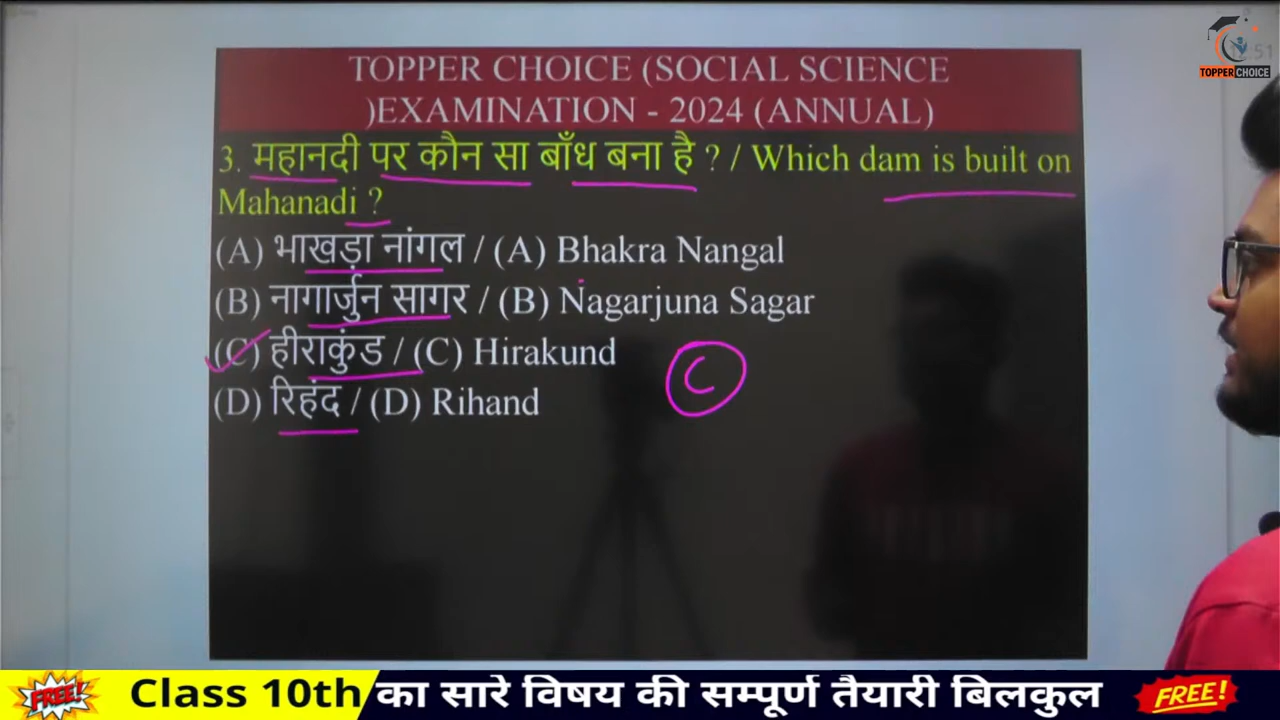 51
TOPPER CHOICE
TOPPER CHOICE (SOCIAL SCIENCE
)EXAMINATION - 2024 (ANNUAL)
3. महानदी पर कौन सा बाँध बना है ? / Which dam is built on
Mahanadi ?
(A) भाखड़ा नांगल / (A) Bhakra Nangal
(B) नागार्जुन सागर / (B) Nagarjuna Sagar
(C) हीराकुंड / (C) Hirakund
C
(D) रिहंद / (D) Rihand
FREE! Class 10th का सारे विषय की सम्पूर्ण तैयारी बिलकुल FREE!